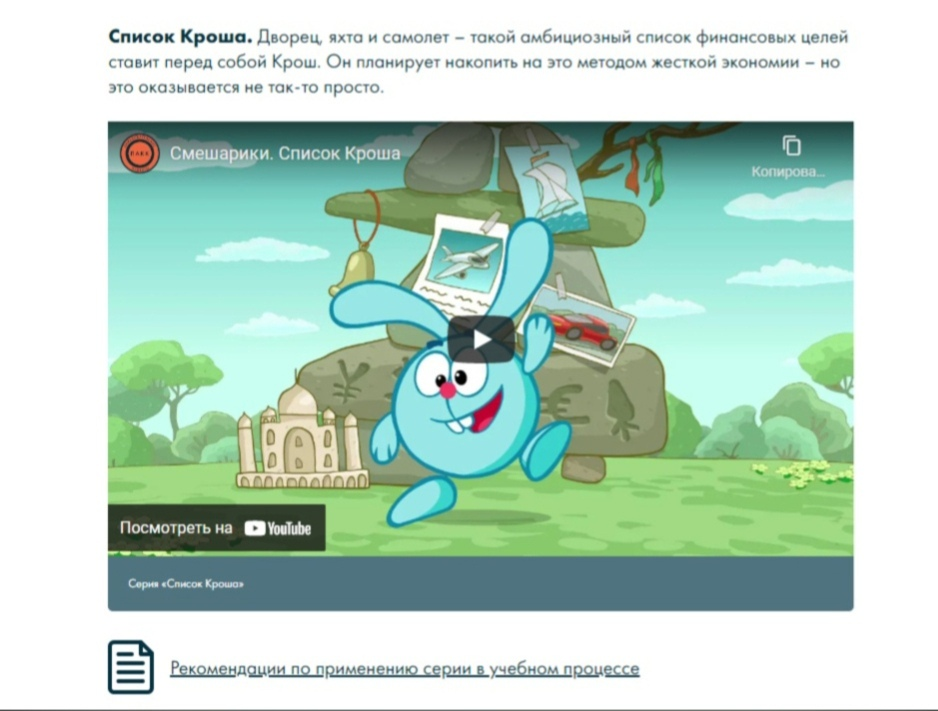 Список Кроша. Дворец, яхта и самолет – такой амбициозный список финансовых целей
ставит перед собой Крош. Он планирует накопить на это методом жесткой экономии – но
это оказывается не так-то просто.
Смешарики. Список Кроша
Копирова...
¥
€
Посмотреть на YouTube
Серия «Список Кроша»
Рекомендации по применению серии в учебном процессе